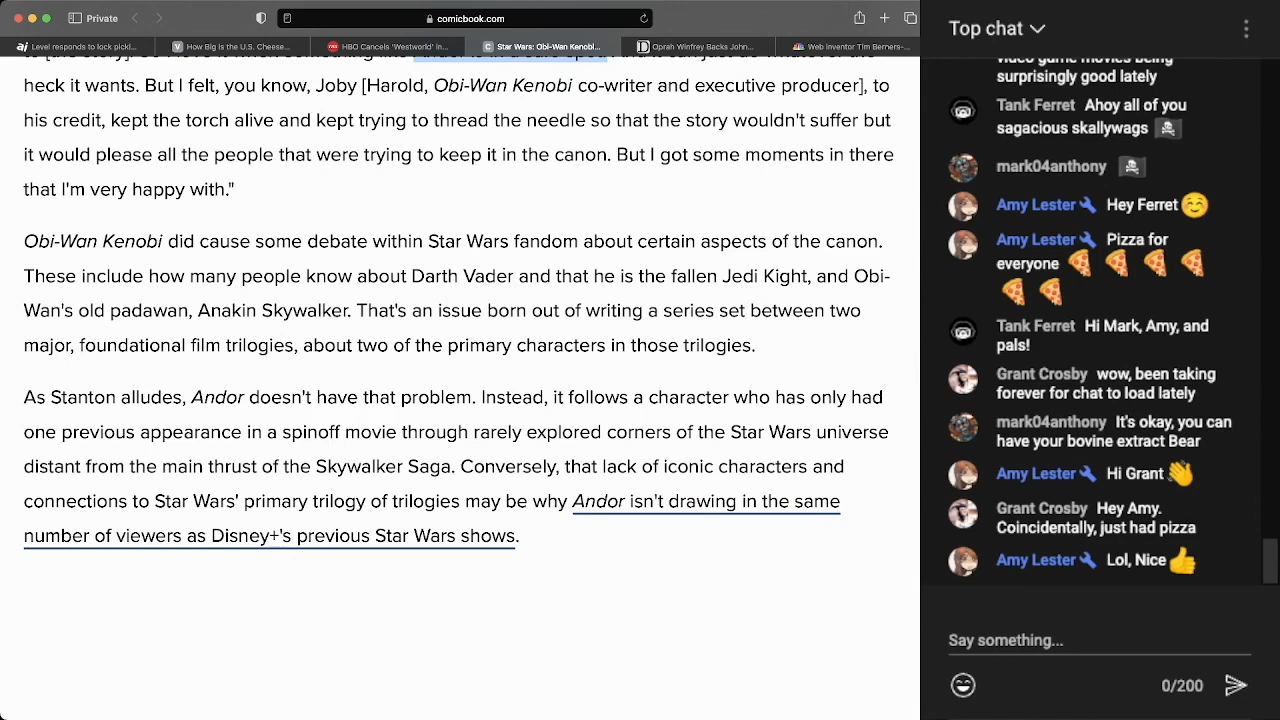 Private
comicbook.com
Level responds to lock pickl...
How Big Is the U.S. Cheese...
HBO Cancels 'Westworld' in...
Star Wars: Obi-Wan Kenobi...
Oprah Winfrey Backs John...
Web inventor Tim Berners-...
heck it wants. But I felt, you know, Joby [Harold, Obi-Wan Kenobi co-writer and executive producer], to
his credit, kept the torch alive and kept trying to thread the needle so that the story wouldn't suffer but
it would please all the people that were trying to keep it in the canon. But I got some moments in there
that I'm very happy with."
Obi-Wan Kenobi did cause some debate within Star Wars fandom about certain aspects of the canon.
These include how many people know about Darth Vader and that he is the fallen Jedi Kight, and Obi-
Wan's old padawan, Anakin Skywalker. That's an issue born out of writing a series set between two
major, foundational film trilogies, about two of the primary characters in those trilogies.
As Stanton alludes, Andor doesn't have that problem. Instead, it follows a character who has only had
one previous appearance in a spinoff movie through rarely explored corners of the Star Wars universe
distant from the main thrust of the Skywalker Saga. Conversely, that lack of iconic characters and
connections to Star Wars' primary trilogy of trilogies may be why Andor isn't drawing in the same
number of viewers as Disney+'s previous Star Wars shows.
Top chat
video game movies being
surprisingly good lately
Tank Ferret Ahoy all of you
sagacious skallywags
mark04anthony
Amy Lester Hey Ferret
Amy Lester Pizza for
everyone
Tank Ferret Hi Mark, Amy, and
pals!
Grant Crosby wow, been taking
forever for chat to load lately
mark04anthony It's okay, you can
have your bovine extract Bear
Amy Lester Hi Grant
Grant Crosby Hey Amy.
Coincidentally, just had pizza
Amy Lester Lol, Nice
Say something...
0/200